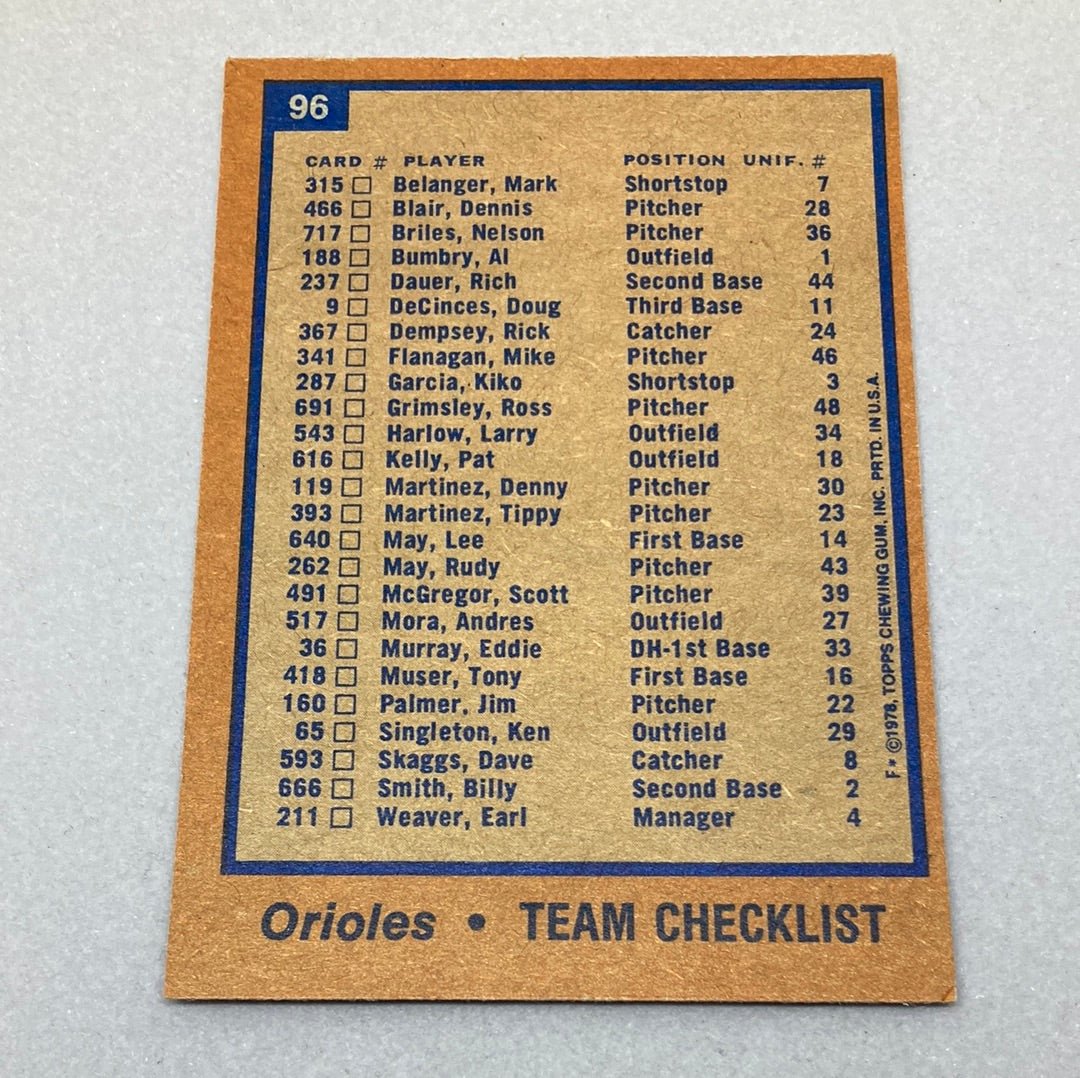 96
CARD # PLAYER POSITION UNIF. #
315 Belanger, Mark Shortstop 7
466 Blair, Dennis Pitcher 28
717 Briles, Nelson Pitcher 36
188 Bumbry, Al Outfield 1
237 Dauer, Rich Second Base 44
9 DeCinces, Doug Third Base 11
367 Dempsey, Rick Catcher 24
341 Flanagan, Mike Pitcher 46
287 Garcia, Kiko Shortstop 3
691 Grimsley, Ross Pitcher 48
543 Harlow, Larry Outfield 34
616 Kelly, Pat Outfield 18
119 Martinez, Denny Pitcher 30
393 Martinez, Tippy Pitcher 23
640 May, Lee First Base 14
262 May, Rudy Pitcher 43
491 McGregor, Scott Pitcher 39
517 Mora, Andres Outfield 27
36 Murray, Eddie DH-1st Base 33
418 Muser, Tony First Base 16
160 Palmer, Jim Pitcher 22
65 Singleton, Ken Outfield 29
593 Skaggs, Dave Catcher 8
666 Smith, Billy Second Base 2
211 Weaver, Earl Manager 4
F* ©1978, TOPPS CHEWING GUM, INC. PRTD. IN U.S.A.
Orioles • TEAM CHECKLIST